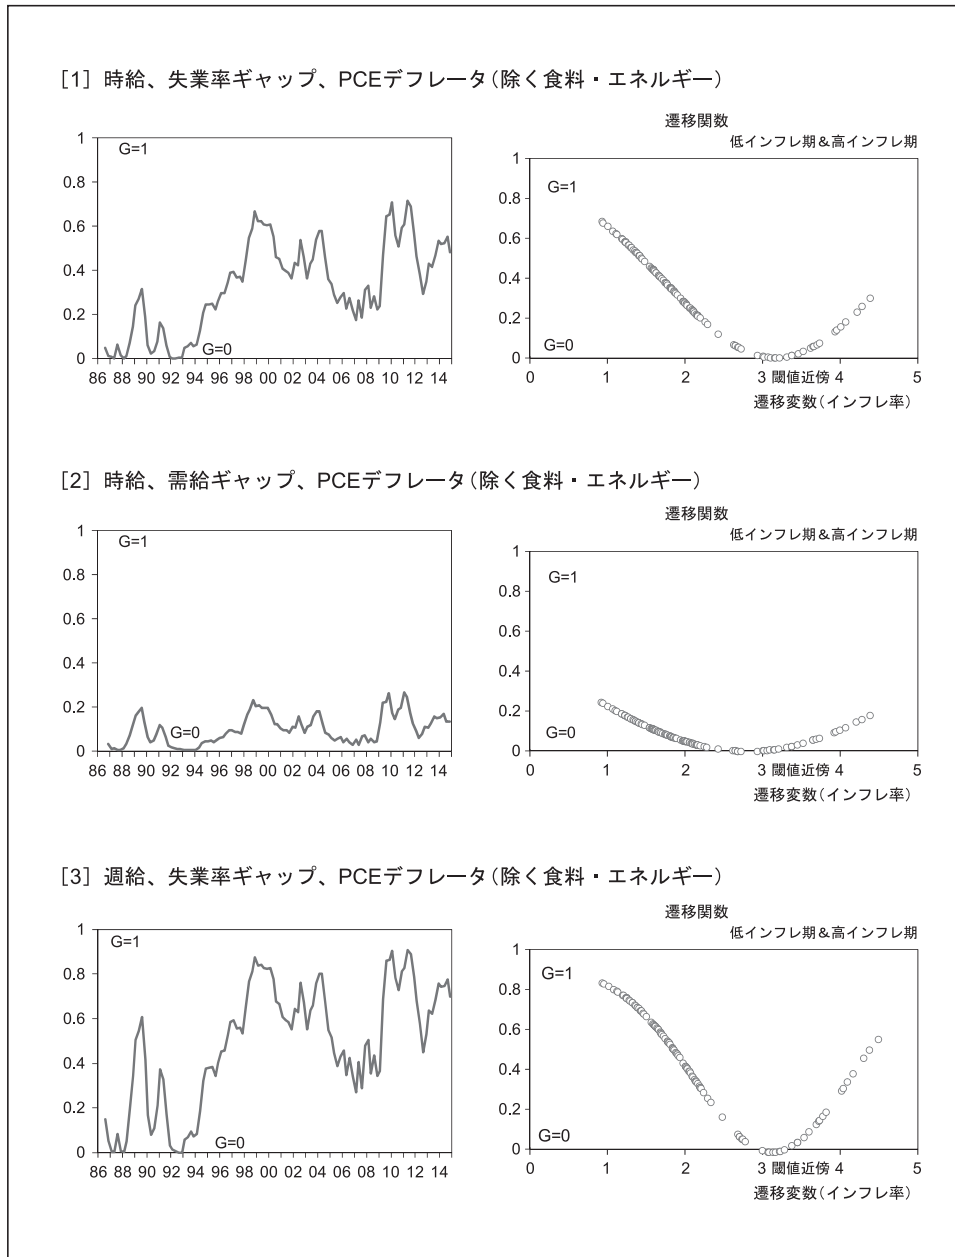 [1] 時給、失業率ギャップ、PCEデフレータ(除く食料・エネルギー)
1
0.8
0.6
0.4
0.2
0
G=1
G=0
86 88 90 92 94 96 98 00 02 04 06 08 10 12 14
遷移関数
低インフレ期&高インフレ期
1
0.8
0.6
0.4
0.2
0
G=1
G=0
0 1 2 3 閾値近傍 4 5
遷移変数(インフレ率)
[2] 時給、需給ギャップ、PCEデフレータ(除く食料・エネルギー)
1
0.8
0.6
0.4
0.2
0
G=1
G=0
86 88 90 92 94 96 98 00 02 04 06 08 10 12 14
遷移関数
低インフレ期&高インフレ期
1
0.8
0.6
0.4
0.2
0
G=1
G=0
0 1 2 3 閾値近傍 4 5
遷移変数(インフレ率)
[3] 週給、失業率ギャップ、PCEデフレータ(除く食料・エネルギー)
1
0.8
0.6
0.4
0.2
0
G=1
G=0
86 88 90 92 94 96 98 00 02 04 06 08 10 12 14
遷移関数
低インフレ期&高インフレ期
1
0.8
0.6
0.4
0.2
0
G=1
G=0
0 1 2 3 閾値近傍 4 5
遷移変数(インフレ率)